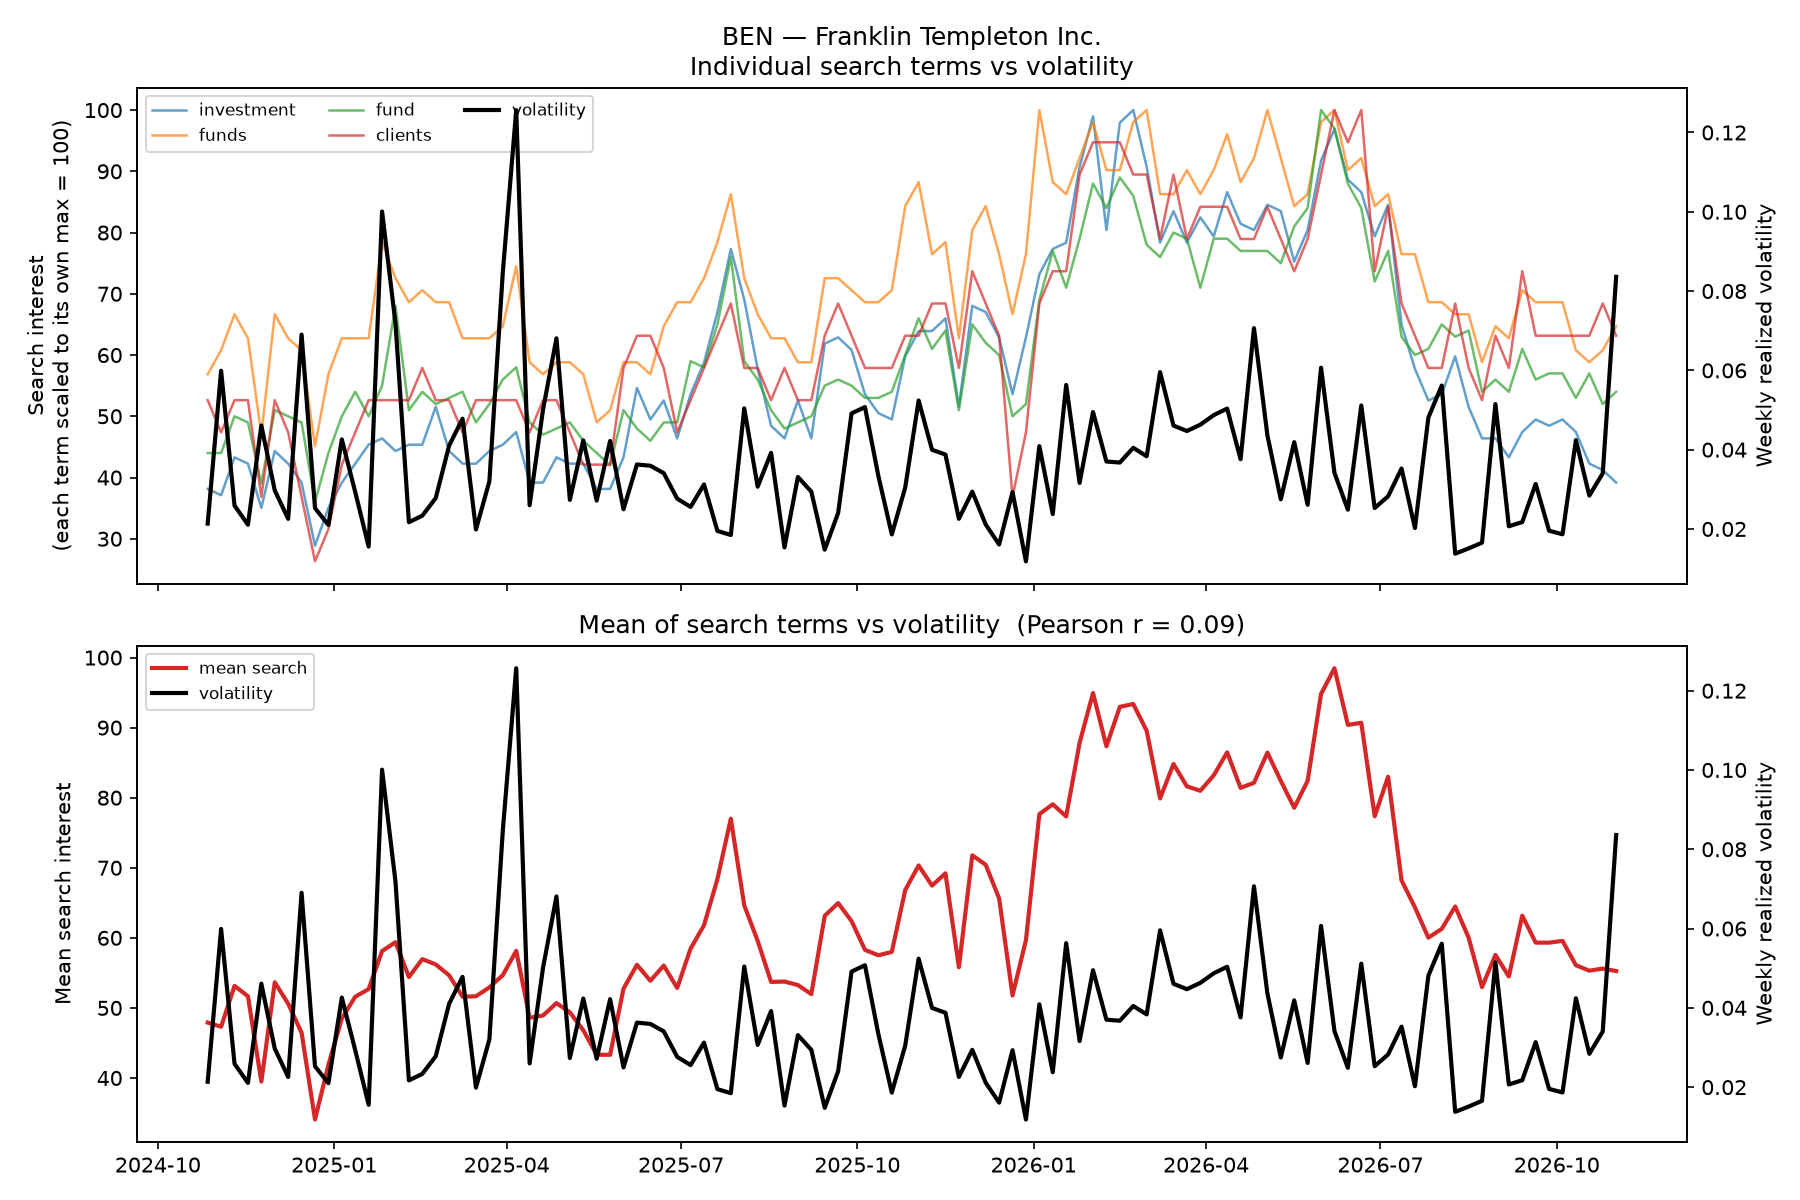 BEN — Franklin Templeton Inc.
Individual search terms vs volatility
investment
funds
fund
clients
volatility
Search interest
(each term scaled to its own max = 100)
100
90
80
70
60
50
40
30
0.12
0.10
0.08
0.06
0.04
0.02
Weekly realized volatility
Mean of search terms vs volatility  (Pearson r = 0.09)
mean search
volatility
Mean search interest
100
90
80
70
60
50
40
0.12
0.10
0.08
0.06
0.04
0.02
Weekly realized volatility
2024-10
2025-01
2025-04
2025-07
2025-10
2026-01
2026-04
2026-07
2026-10